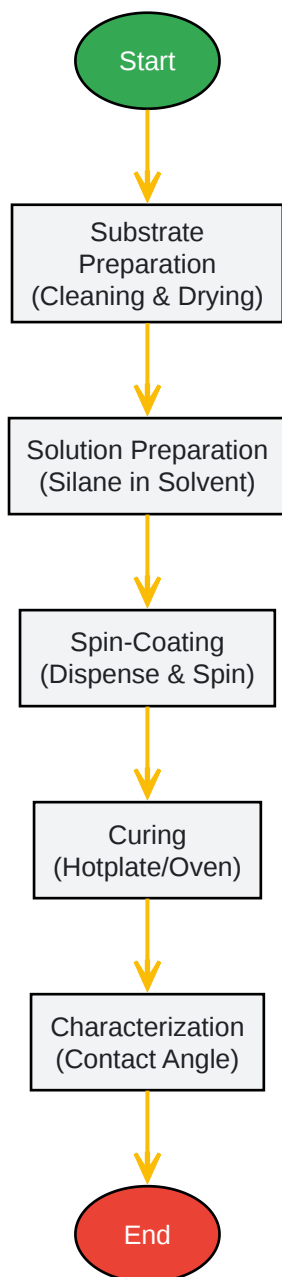 Start
Substrate
Preparation
(Cleaning & Drying)
Solution Preparation
(Silane in Solvent)
Spin-Coating
(Dispense & Spin)
Curing
(Hotplate/Oven)
Characterization
(Contact Angle)
End